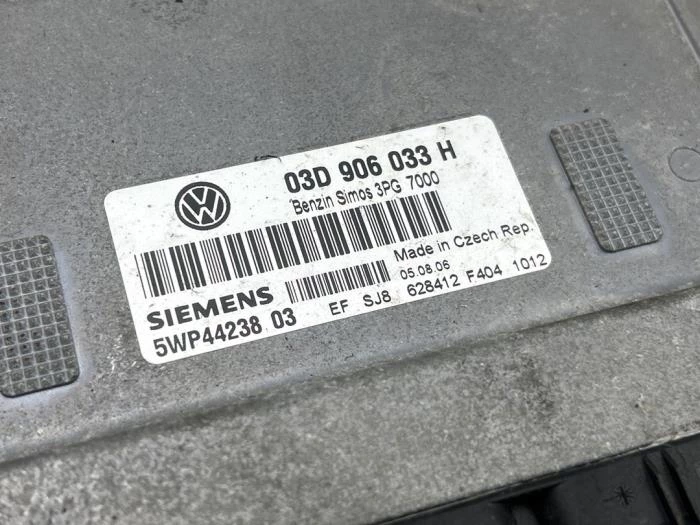 03D 906 033 H
Benzin Simos 3PG 7000
Made in Czech Rep.
05.08.06
SIEMENS
EF SJ8 628412 F404 1012
5WP44238 03